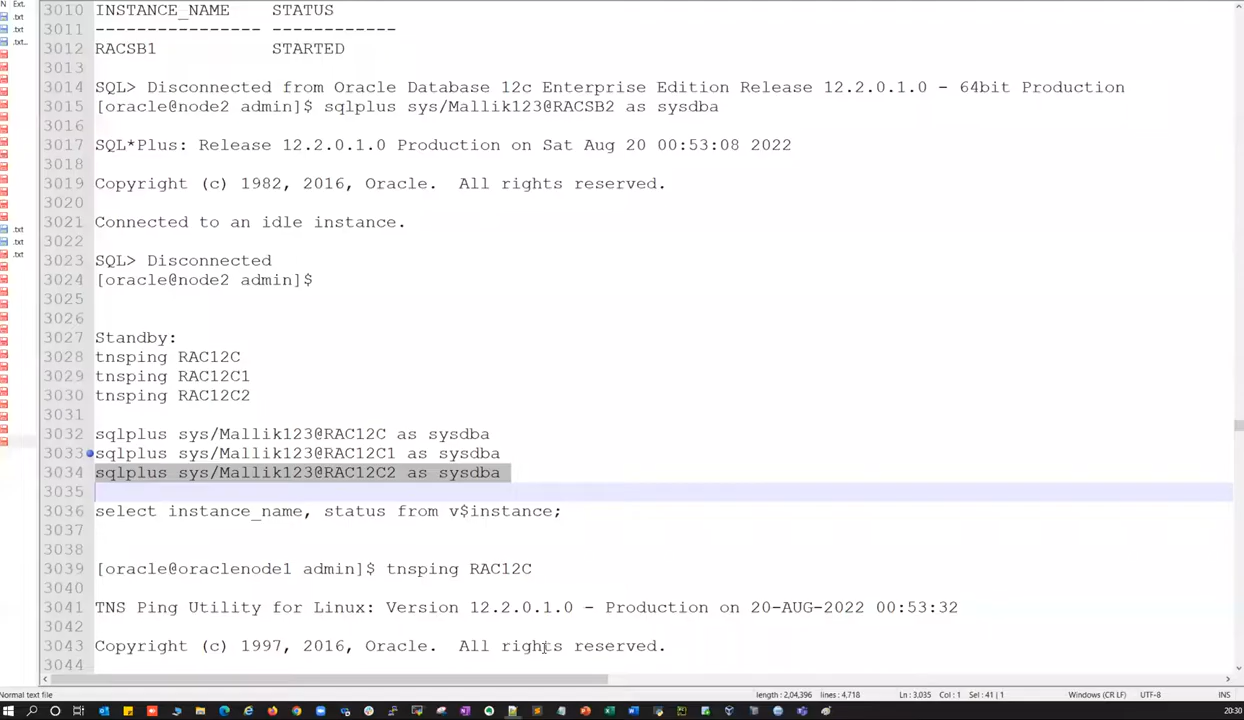 N Ext.
.txt
.txt
.txt...
.txt
.txt
.txt
3010 INSTANCE_NAME    STATUS
3011 ---------------- ------------
3012 RACSB1           STARTED
3013
3014 SQL> Disconnected from Oracle Database 12c Enterprise Edition Release 12.2.0.1.0 - 64bit Production
3015 [oracle@node2 admin]$ sqlplus sys/Mallik123@RACSB2 as sysdba
3016
3017 SQL*Plus: Release 12.2.0.1.0 Production on Sat Aug 20 00:53:08 2022
3018
3019 Copyright (c) 1982, 2016, Oracle.  All rights reserved.
3020
3021 Connected to an idle instance.
3022
3023 SQL> Disconnected
3024 [oracle@node2 admin]$
3025
3026
3027 Standby:
3028 tnsping RAC12C
3029 tnsping RAC12C1
3030 tnsping RAC12C2
3031
3032 sqlplus sys/Mallik123@RAC12C as sysdba
3033 sqlplus sys/Mallik123@RAC12C1 as sysdba
3034 sqlplus sys/Mallik123@RAC12C2 as sysdba
3035
3036 select instance_name, status from v$instance;
3037
3038
3039 [oracle@oraclenode1 admin]$ tnsping RAC12C
3040
3041 TNS Ping Utility for Linux: Version 12.2.0.1.0 - Production on 20-AUG-2022 00:53:32
3042
3043 Copyright (c) 1997, 2016, Oracle.  All rights reserved.
3044
Normal text file length : 2,04,396 lines : 4,718 Ln : 3,035 Col : 1 Sel : 41 | 1 Windows (CR LF) UTF-8 INS
20:30